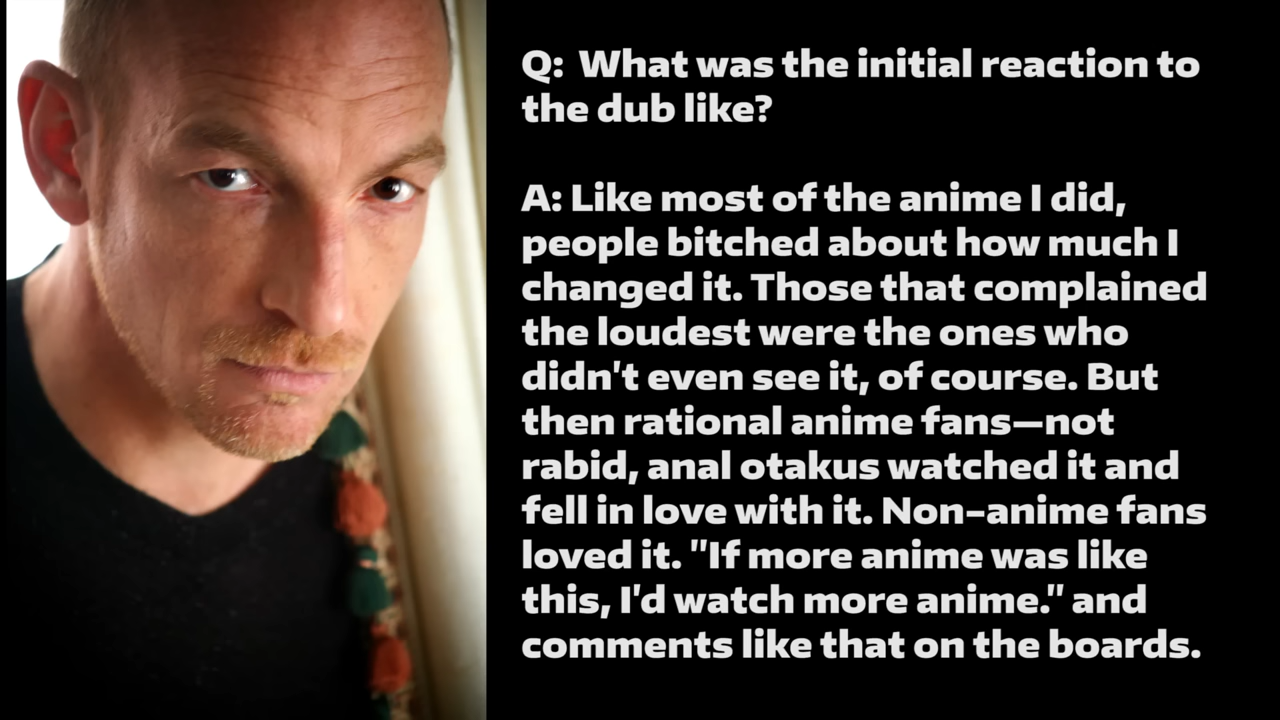 Q:  What was the initial reaction to
the dub like?
A: Like most of the anime I did,
people bitched about how much I
changed it. Those that complained
the loudest were the ones who
didn't even see it, of course. But
then rational anime fans—not
rabid, anal otakus watched it and
fell in love with it. Non-anime fans
loved it. "If more anime was like
this, I'd watch more anime." and
comments like that on the boards.